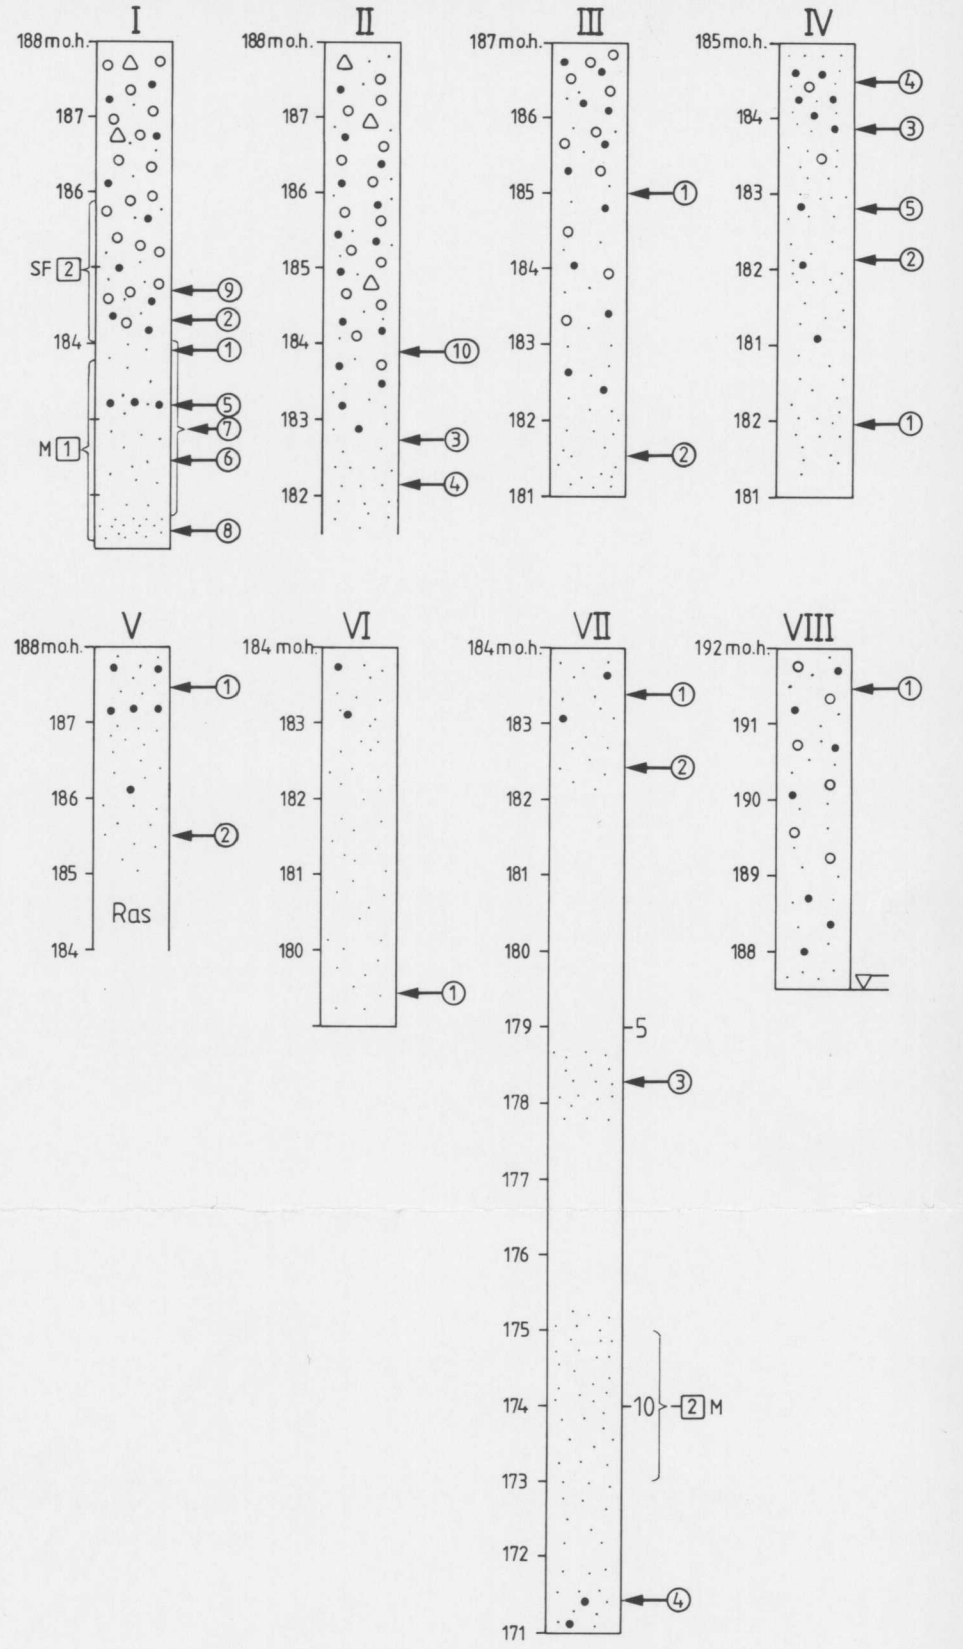 I II III IV
188 m o.h. 188 m o.h. 187 m o.h. 185 m o.h.
④
187 187 186 184 ③
186 186 185 ① 183 ⑤
SF 2 185 184 182 ②
⑨
②
184 ① 184 ⑩ 183 181
⑤
⑦
M 1 183 ③ 182 182 ①
⑥
182 ④ ②
⑧ 181 181
V VI VII VIII
188 m o.h. 184 m o.h. 184 m o.h. 192 m o.h.
① ① ①
187 183 183 191
②
186 182 182 190
②
185 181 181 189
Ras
184 180 180 188
①
179 5
③
178
177
176
175
174 10 2 M
173
172
④
171